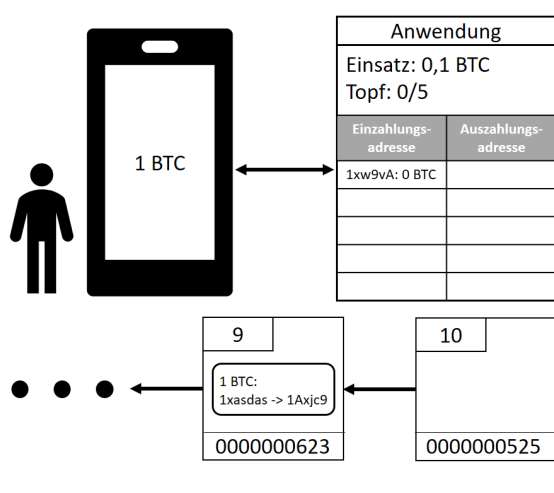 Anwendung
Einsatz: 0,1 BTC
Topf: 0/5
Einzahlungs-
adresse
Auszahlungs-
adresse
1xw9vA: 0 BTC
1 BTC
9
1 BTC:
1xasdas -> 1Axjc9
0000000623
10
0000000525